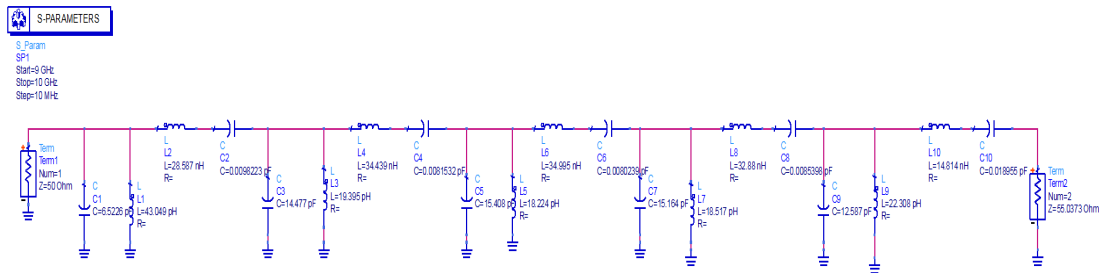 S-PARAMETERS
S_Param
SP1
Start=9 GHz
Stop=10 GHz
Step=10 MHz
Term
Term1
Num=1
Z=50 Ohm
C
C1
C=6.5226 pF
L
L1
L=43.049 pH
R=
L
L2
L=28.587 nH
R=
C
C2
C=0.0098223 pF
C
C3
C=14.477 pF
L
L3
L=19.395 pH
R=
L
L4
L=34.439 nH
R=
C
C4
C=0.0081532 pF
C
C5
C=15.408 pF
L
L5
L=18.224 pH
R=
L
L6
L=34.995 nH
R=
C
C6
C=0.0080239 pF
C
C7
C=15.164 pF
L
L7
L=18.517 pH
R=
L
L8
L=32.88 nH
R=
C
C8
C=0.0085398 pF
C
C9
C=12.587 pF
L
L9
L=22.308 pH
R=
L
L10
L=14.814 nH
R=
C
C10
C=0.018955 pF
Term
Term2
Num=2
Z=55.0373 Ohm